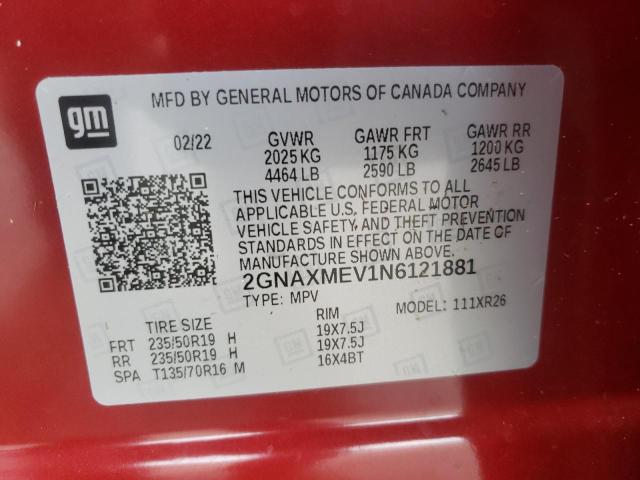 gm
MFD BY GENERAL MOTORS OF CANADA COMPANY
02/22 GVWR GAWR FRT GAWR RR
2025 KG 1175 KG 1200 KG
4464 LB 2590 LB 2645 LB
THIS VEHICLE CONFORMS TO ALL
APPLICABLE U.S. FEDERAL MOTOR
VEHICLE SAFETY AND THEFT PREVENTION
STANDARDS IN EFFECT ON THE DATE OF
MANUFACTURE SHOWN ABOVE.
2GNAXMEV1N6121881
TYPE: MPV MODEL: 111XR26
TIRE SIZE RIM
FRT 235/50R19 H 19X7.5J
RR 235/50R19 H 19X7.5J
SPA T135/70R16 M 16X4BT